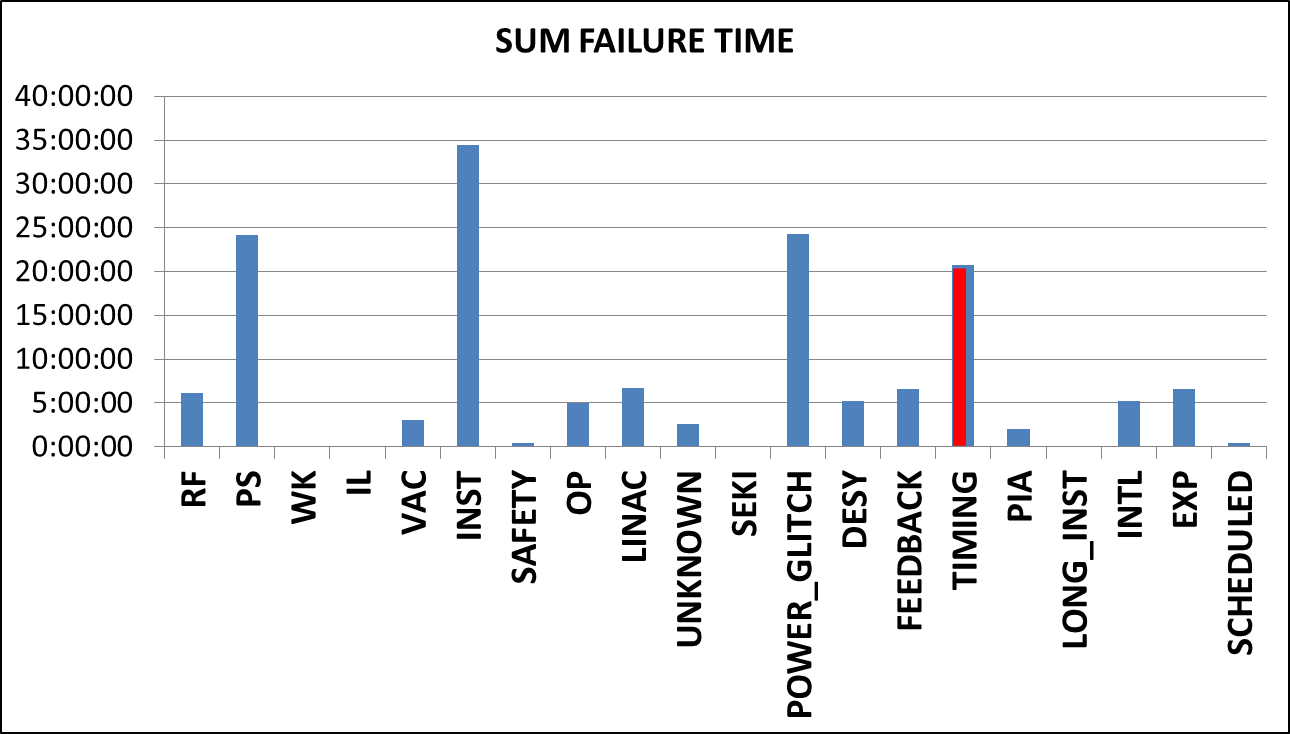 SUM FAILURE TIME
40:00:00
35:00:00
30:00:00
25:00:00
20:00:00
15:00:00
10:00:00
5:00:00
0:00:00
RF
PS
WK
IL
VAC
INST
SAFETY
OP
LINAC
UNKNOWN
SEKI
POWER_GLITCH
DESY
FEEDBACK
TIMING
PIA
LONG_INST
INTL
EXP
SCHEDULED